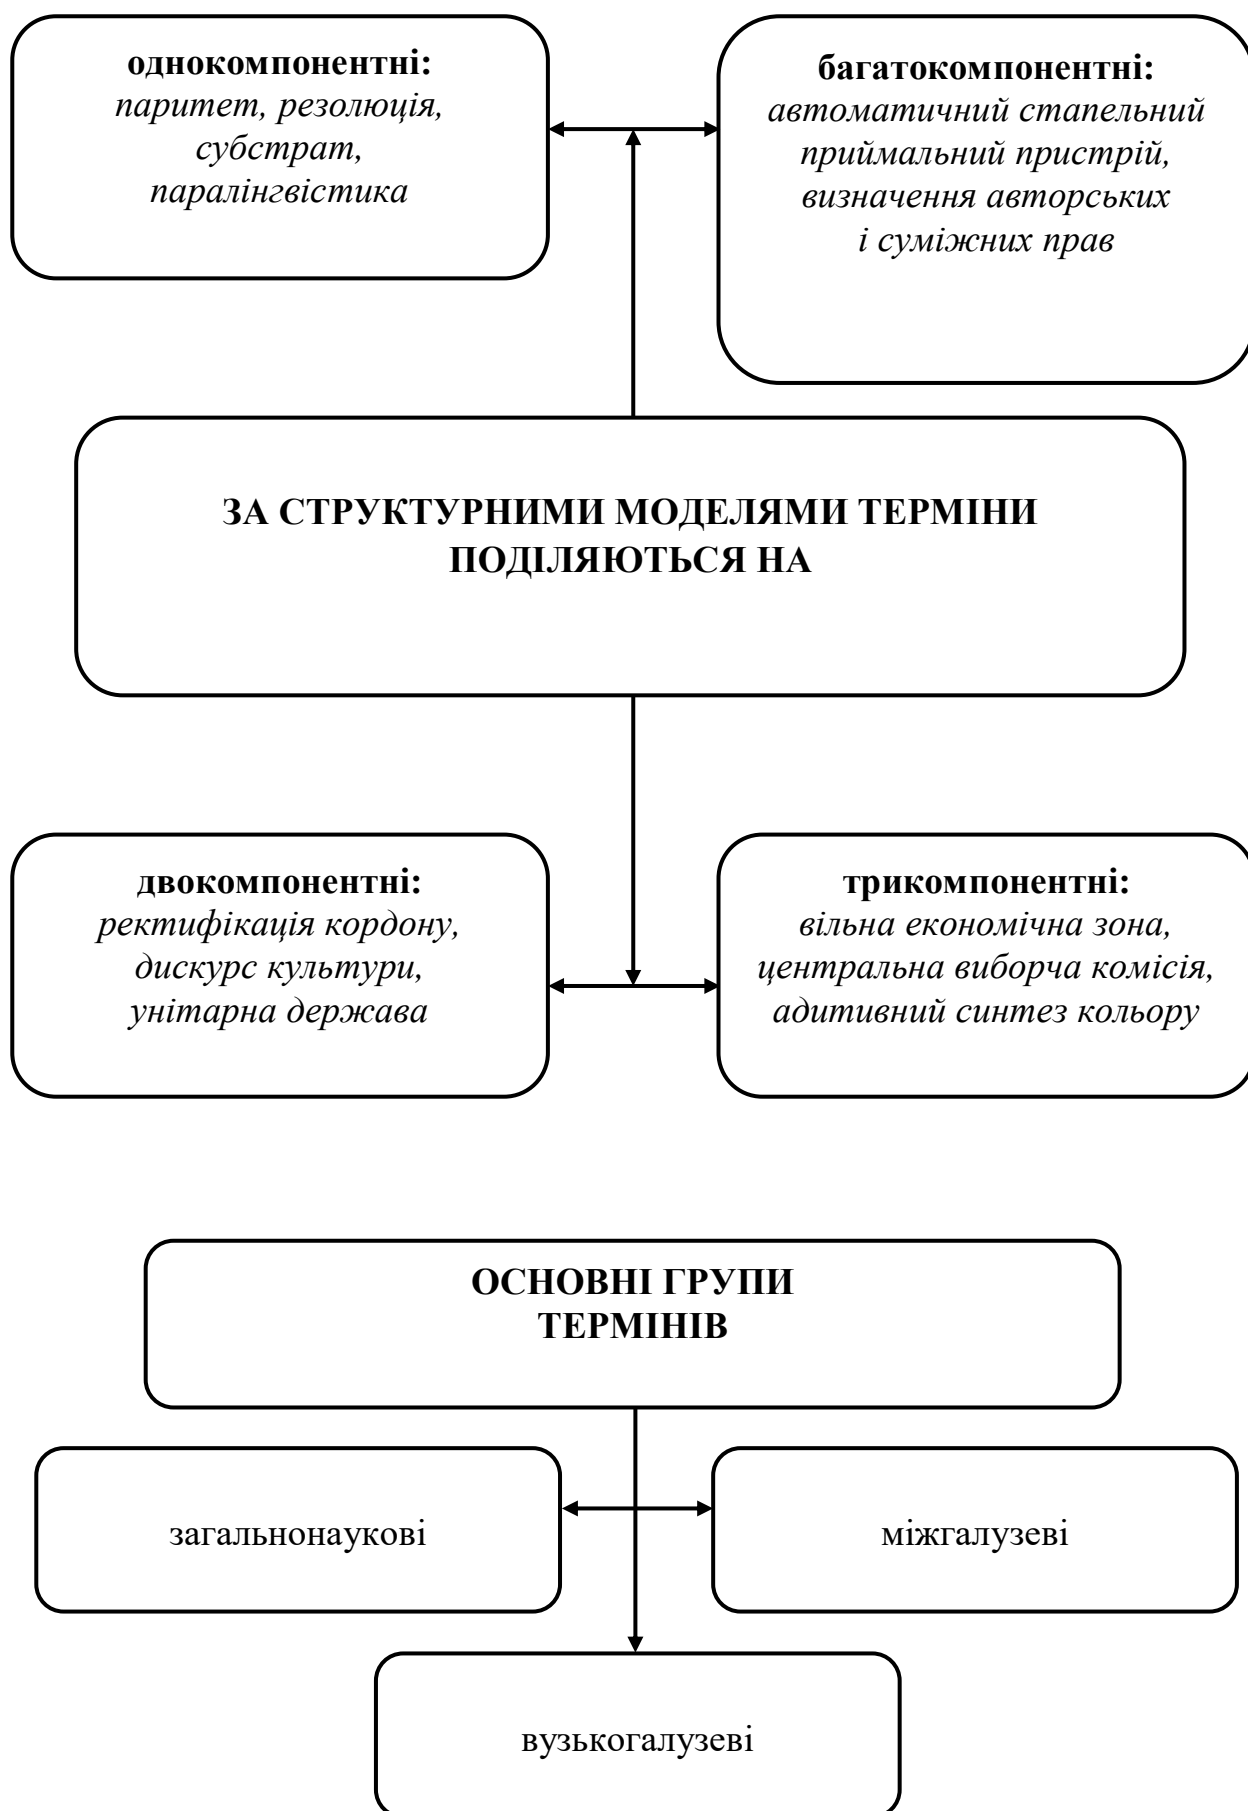 однокомпонентні:
паритет, резолюція,
субстрат,
паралінгвістика
багатокомпонентні:
автоматичний стапельний
приймальний пристрій,
визначення авторських
і суміжних прав
ЗА СТРУКТУРНИМИ МОДЕЛЯМИ ТЕРМІНИ
ПОДІЛЯЮТЬСЯ НА
двокомпонентні:
ректифікація кордону,
дискурс культури,
унітарна держава
трикомпонентні:
вільна економічна зона,
центральна виборча комісія,
адитивний синтез кольору
ОСНОВНІ ГРУПИ
ТЕРМІНІВ
загальнонаукові
міжгалузеві
вузькогалузеві